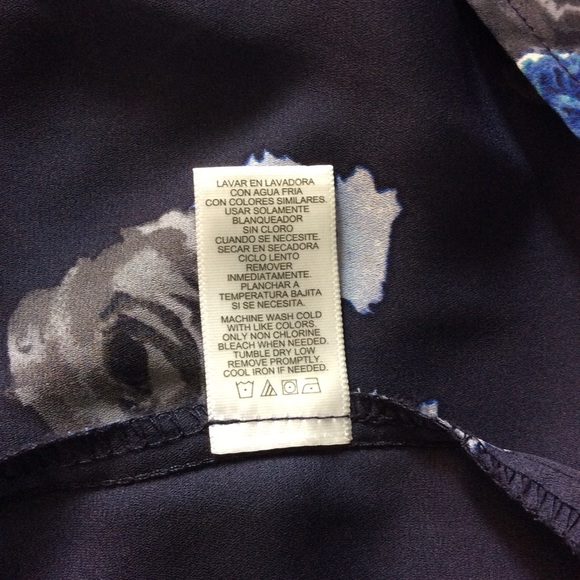 LAVAR EN LAVADORA
CON AGUA FRIA
CON COLORES SIMILARES.
USAR SOLAMENTE
BLANQUEADOR
SIN CLORO
CUANDO SE NECESITE.
SECAR EN SECADORA
CICLO LENTO
REMOVER
INMEDIATAMENTE.
PLANCHAR A
TEMPERATURA BAJITA
SI SE NECESITA.
MACHINE WASH COLD
WITH LIKE COLORS.
ONLY NON CHLORINE
BLEACH WHEN NEEDED.
TUMBLE DRY LOW
REMOVE PROMPTLY.
COOL IRON IF NEEDED.